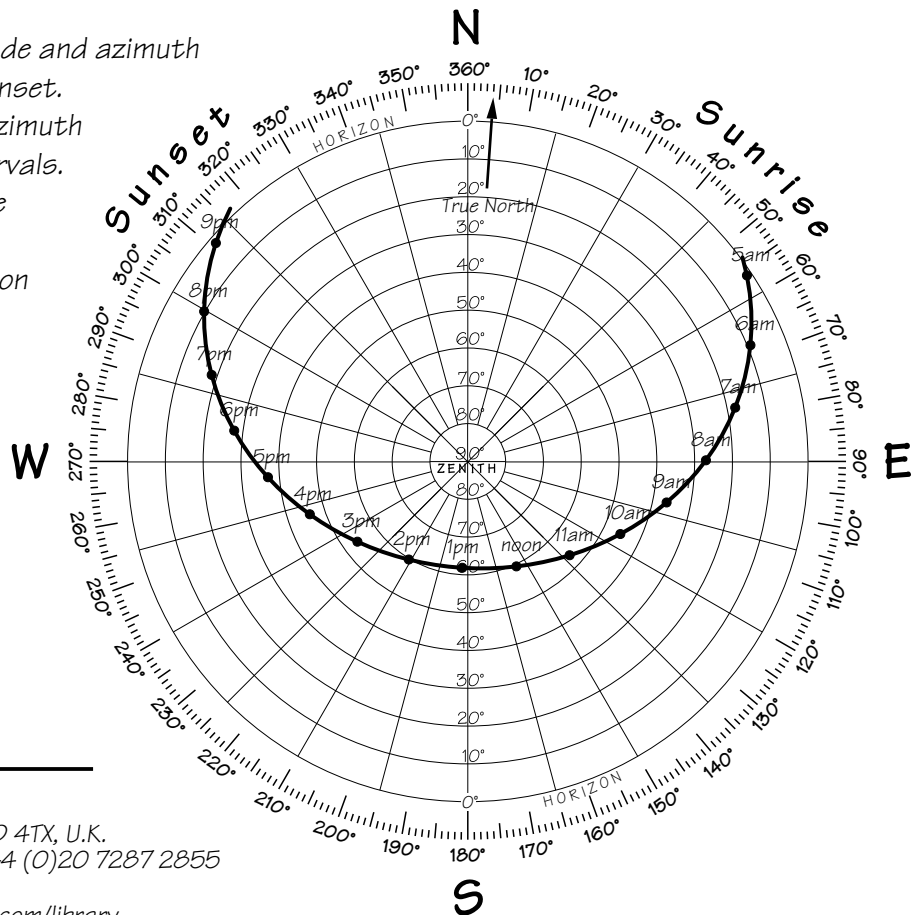 de and azimuth
nset.
zimuth
rvals.
e
on
N
Sunset
Sunrise
360°
10°
20°
30°
40°
50°
60°
70°
80°
90°
100°
110°
120°
130°
140°
150°
160°
170°
180°
190°
200°
210°
220°
230°
240°
250°
260°
270°
280°
290°
300°
310°
320°
330°
340°
350°
HORIZON
0°
10°
20°
True North
30°
40°
50°
60°
70°
80°
90°
ZENITH
80°
70°
60°
50°
40°
30°
20°
10°
0°
HORIZON
5am
6am
7am
8am
9am
10am
11am
noon
1pm
2pm
3pm
4pm
5pm
6pm
7pm
8pm
9pm
W
E
S
4TX, U.K.
4 (0)20 7287 2855
com/library